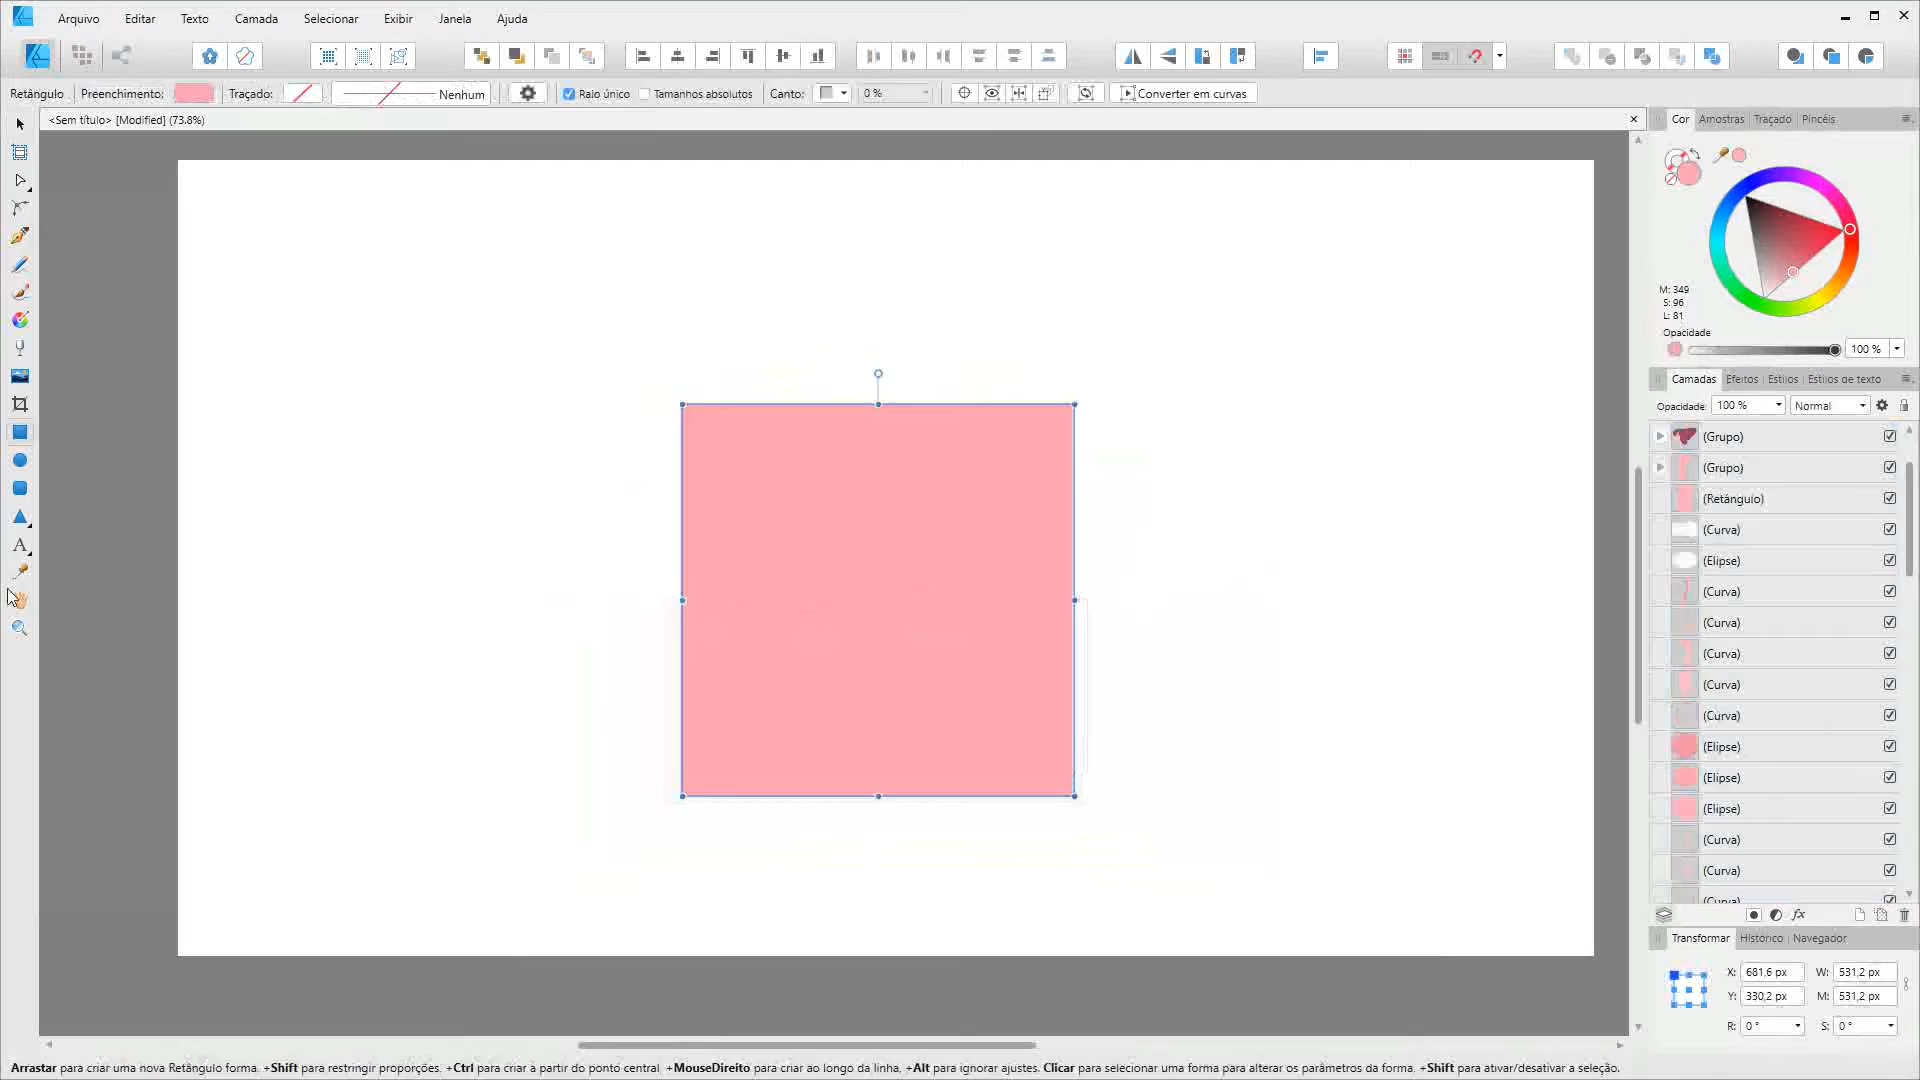 Arquivo Editar Texto Camada Selecionar Exibir Janela Ajuda
Retângulo Preenchimento: Traçado: Nenhum Raio único Tamanhos absolutos Canto: 0 % Converter em curvas
<Sem título> [Modified] (73.8%)
Cor Amostras Traçado Pincéis
M: 349
S: 96
L: 81
Opacidade
100 %
Camadas Efeitos Estilos Estilos de texto
Opacidade: 100 % Normal
(Grupo)
(Grupo)
(Retângulo)
(Curva)
(Elipse)
(Curva)
(Curva)
(Curva)
(Curva)
(Curva)
(Elipse)
(Elipse)
(Elipse)
(Curva)
(Curva)
(Curva)
Transformar Histórico Navegador
X: 681,6 px W: 531,2 px
Y: 330,2 px M: 531,2 px
R: 0 ° S: 0 °
Arrastar para criar uma nova Retângulo forma. +Shift para restringir proporções. +Ctrl para criar a partir do ponto central. +MouseDireito para criar ao longo da linha. +Alt para ignorar ajustes. Clicar para selecionar uma forma para alterar os parâmetros da forma. +Shift para ativar/desativar a seleção.